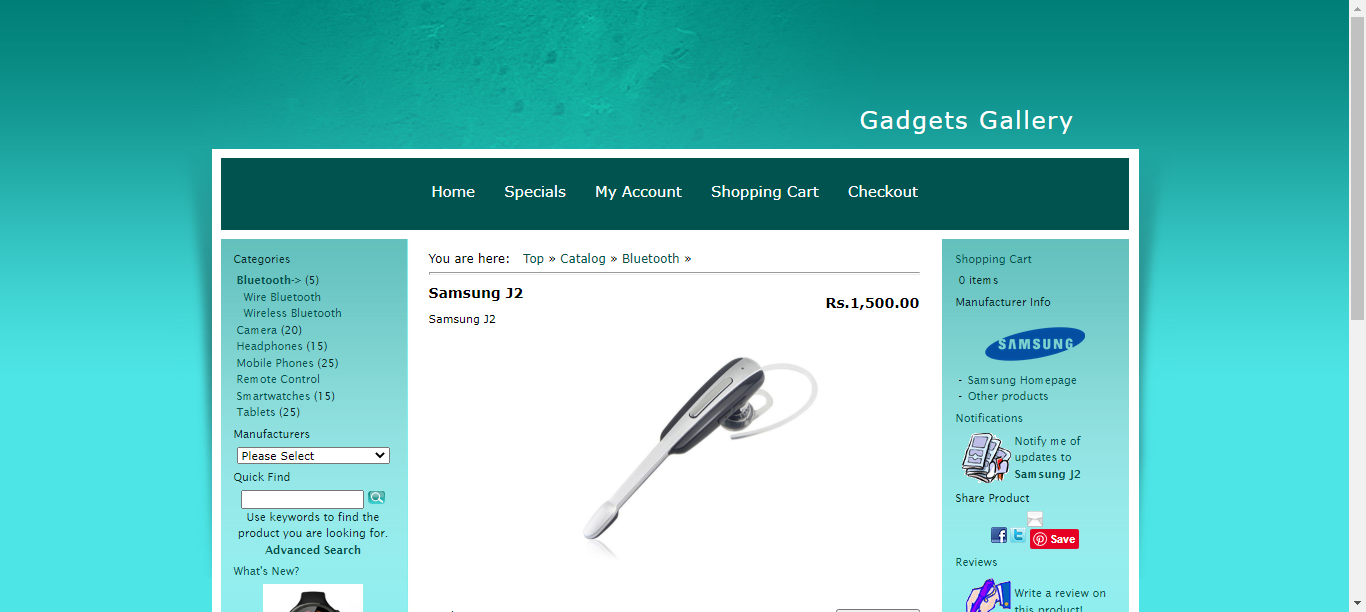 Gadgets Gallery
Home Specials My Account Shopping Cart Checkout
Categories
Bluetooth-> (5)
Wire Bluetooth
Wireless Bluetooth
Camera (20)
Headphones (15)
Mobile Phones (25)
Remote Control
Smartwatches (15)
Tablets (25)
Manufacturers
Please Select
Quick Find
Use keywords to find the
product you are looking for.
Advanced Search
What's New?
You are here: Top » Catalog » Bluetooth »
Samsung J2
Rs.1,500.00
Samsung J2
Shopping Cart
0 items
Manufacturer Info
SAMSUNG
- Samsung Homepage
- Other products
Notifications
Notify me of
updates to
Samsung J2
Share Product
Save
Reviews
Write a review on
this product!